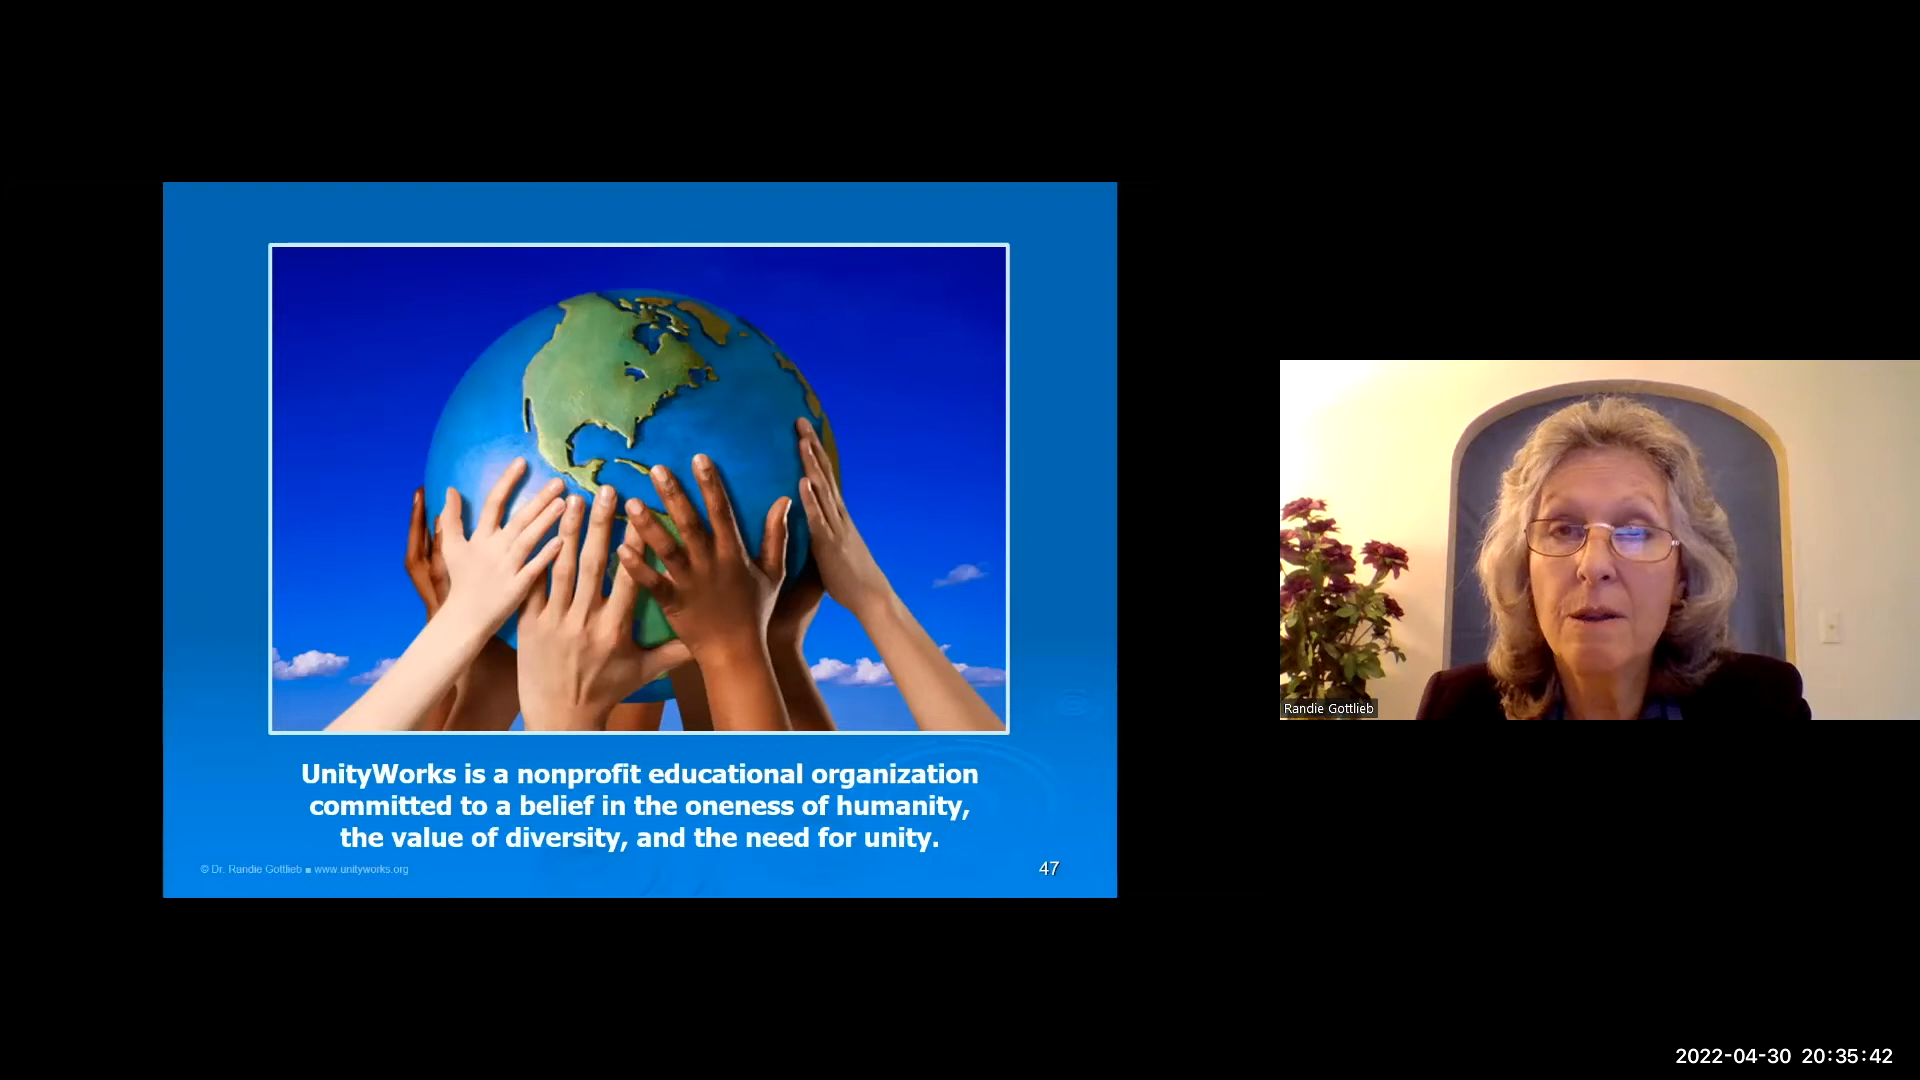 UnityWorks is a nonprofit educational organization
committed to a belief in the oneness of humanity,
the value of diversity, and the need for unity.
© Dr. Randie Gottlieb ■ www.unityworks.org
47
Randie Gottlieb
2022-04-30 20:35:42